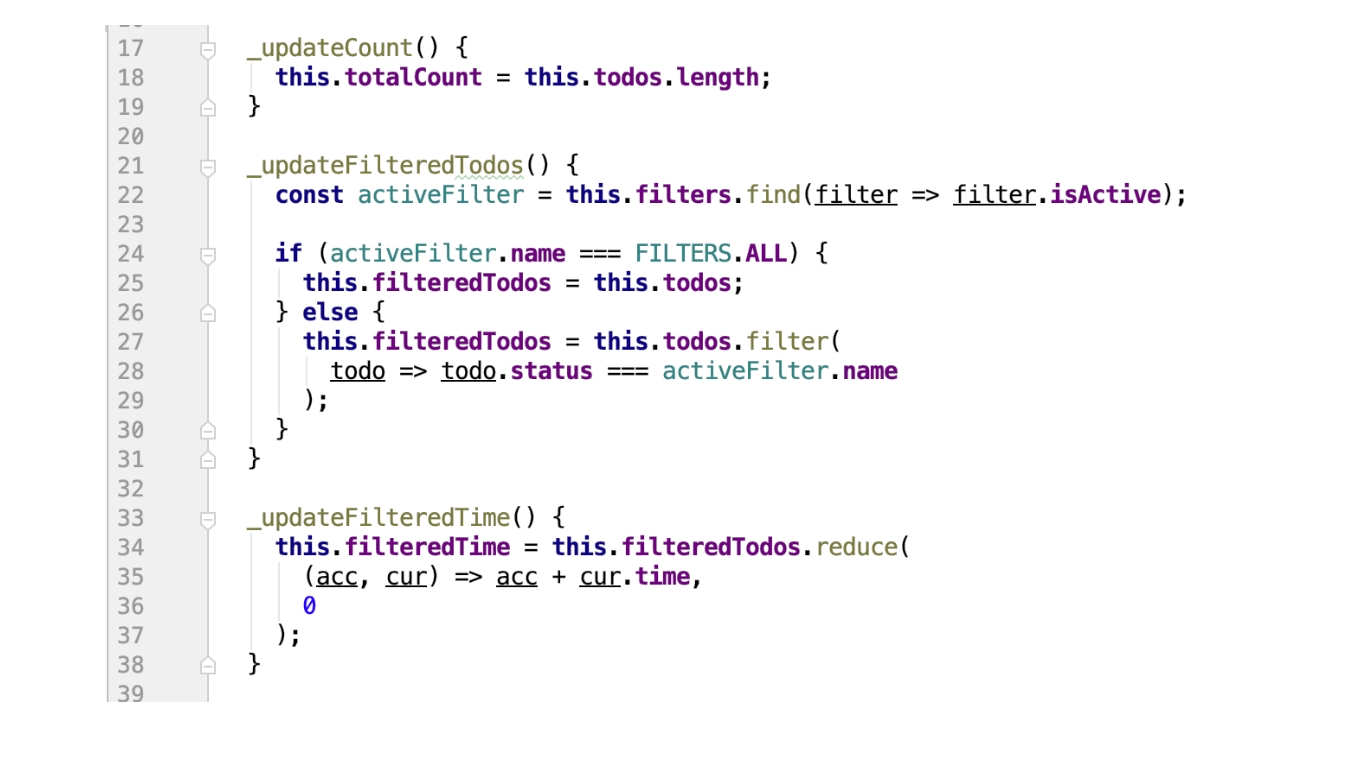 17 _updateCount() {
18 this.totalCount = this.todos.length;
19 }
20
21 _updateFilteredTodos() {
22 const activeFilter = this.filters.find(filter => filter.isActive);
23
24 if (activeFilter.name === FILTERS.ALL) {
25 this.filteredTodos = this.todos;
26 } else {
27 this.filteredTodos = this.todos.filter(
28 todo => todo.status === activeFilter.name
29 );
30 }
31 }
32
33 _updateFilteredTime() {
34 this.filteredTime = this.filteredTodos.reduce(
35 (acc, cur) => acc + cur.time,
36 0
37 );
38 }
39